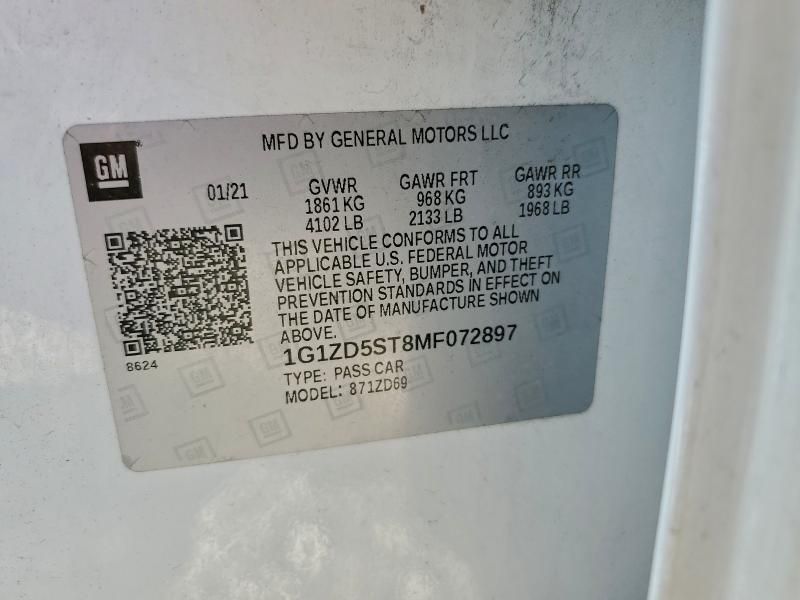 GM
MFD BY GENERAL MOTORS LLC
01/21
GVWR
1861 KG
4102 LB
GAWR FRT
968 KG
2133 LB
GAWR RR
893 KG
1968 LB
THIS VEHICLE CONFORMS TO ALL
APPLICABLE U.S. FEDERAL MOTOR
VEHICLE SAFETY, BUMPER, AND THEFT
PREVENTION STANDARDS IN EFFECT ON
THE DATE OF MANUFACTURE SHOWN
ABOVE.
8624
1G1ZD5ST8MF072897
TYPE: PASS CAR
MODEL: 871ZD69